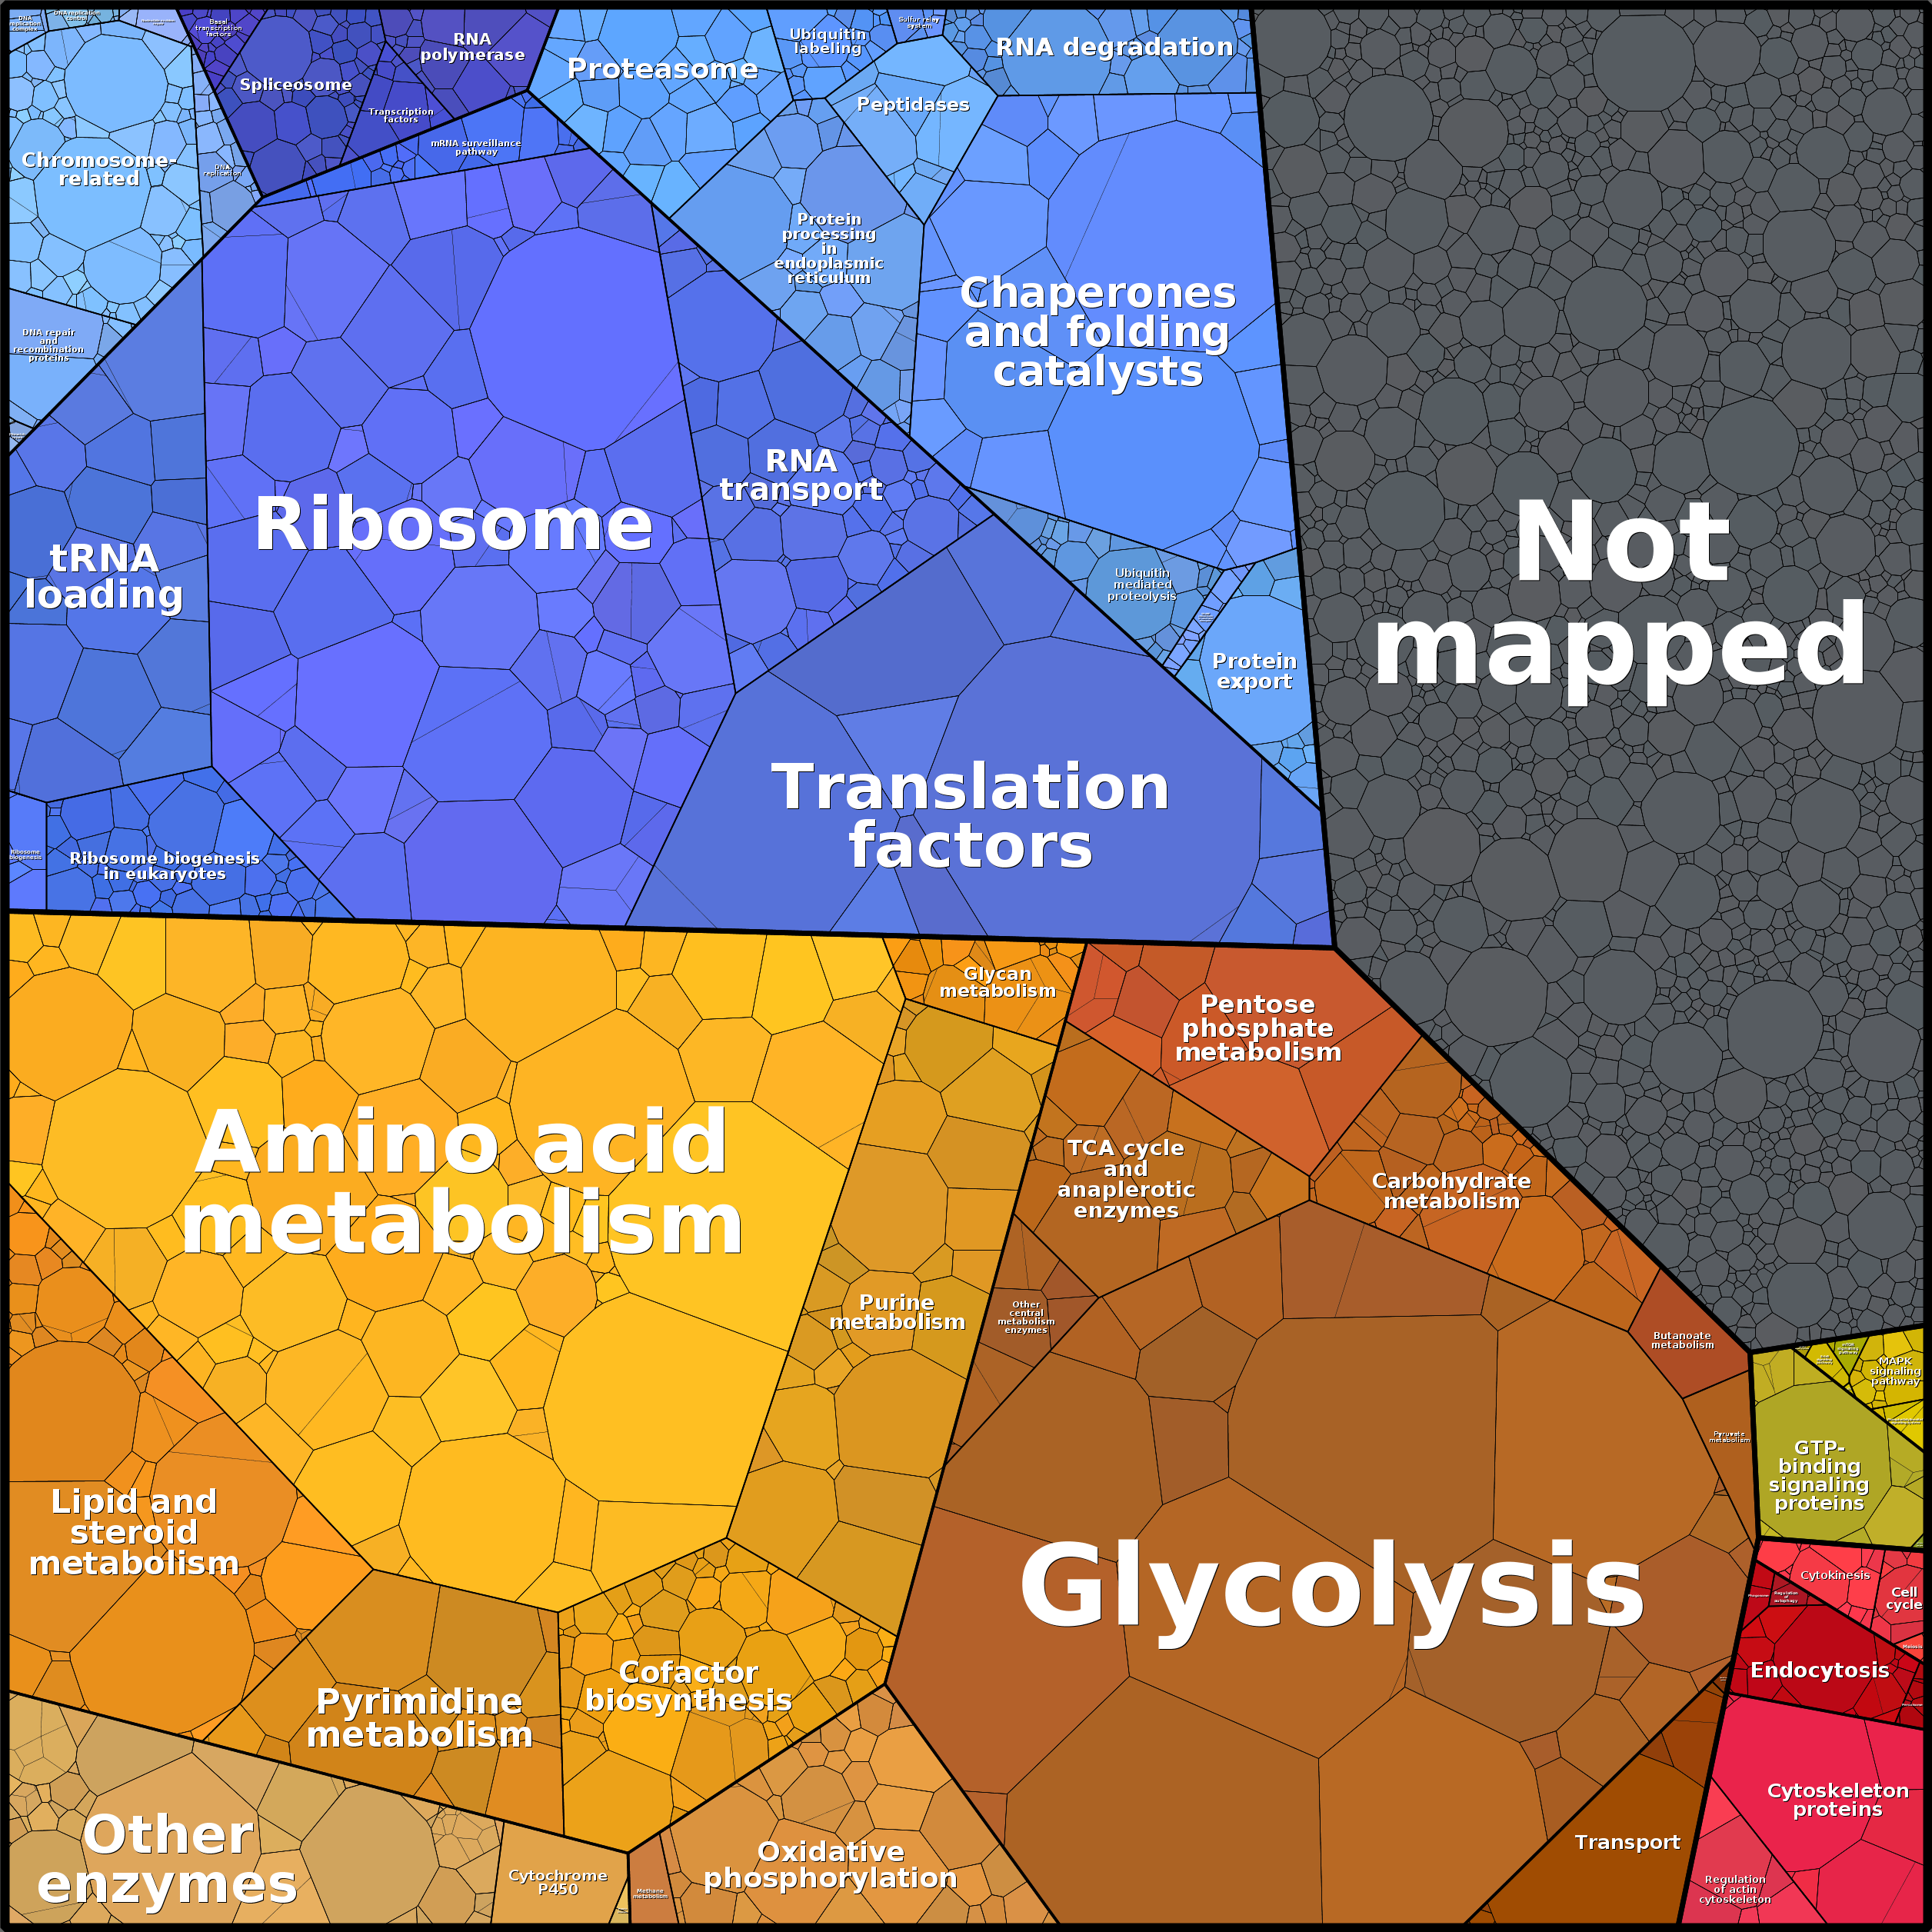 DNA
replication
complex
DNA replication
control
Basal
transcription
factors
RNA
polymerase
Spliceosome
Transcription
factors
mRNA surveillance
pathway
Chromosome-
related
DNA
replication
DNA repair
and
recombination
proteins
Proteasome
Ubiquitin
labeling
Sulfur relay
system
RNA degradation
Peptidases
Protein
processing
in
endoplasmic
reticulum
Chaperones
and folding
catalysts
Not
mapped
RNA
transport
Ribosome
tRNA
loading
Ubiquitin
mediated
proteolysis
Protein
export
Translation
factors
Ribosome
biogenesis
Ribosome biogenesis
in eukaryotes
Glycan
metabolism
Pentose
phosphate
metabolism
Amino acid
metabolism
TCA cycle
and
anaplerotic
enzymes
Carbohydrate
metabolism
Purine
metabolism
Other
central
metabolism
enzymes
Butanoate
metabolism
MAPK
signaling
pathway
Pyruvate
metabolism
GTP-
binding
signaling
proteins
Lipid and
steroid
metabolism
Glycolysis
Cytokinesis
Cell
cycle
Regulation
of
autophagy
Endocytosis
Cofactor
biosynthesis
Pyrimidine
metabolism
Cytoskeleton
proteins
Other
enzymes
Cytochrome
P450
Methane
metabolism
Oxidative
phosphorylation
Transport
Regulation
of actin
cytoskeleton